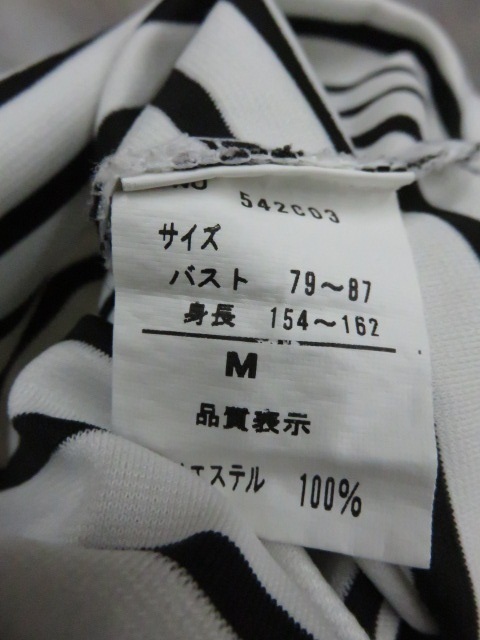 NO 542C03
サイズ
バスト 79~87
身長 154~162
M
品質表示
エステル 100%